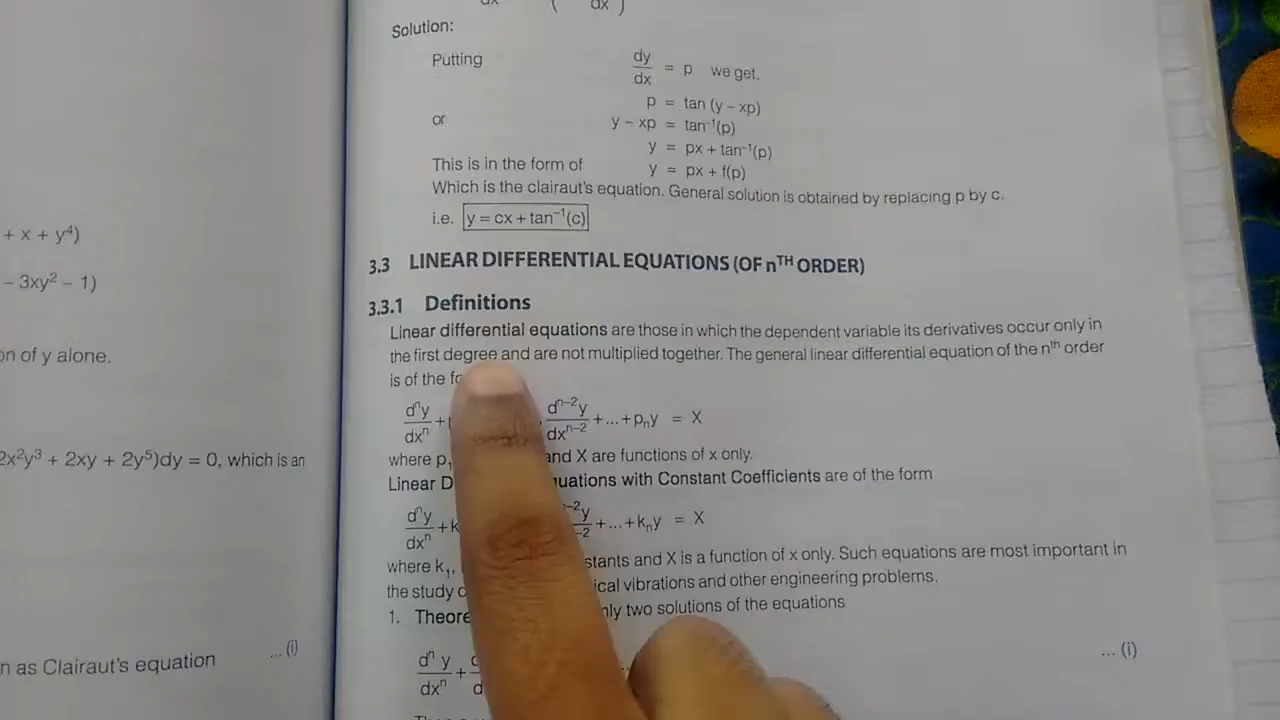 + x + y⁴)
– 3xy² – 1)
of y alone.
2x²y³ + 2xy + 2y⁵)dy = 0, which is an
... (i)
as Clairaut's equation
dx ( dx )
Solution:
Putting dy/dx = p we get,
p = tan (y – xp)
or y – xp = tan⁻¹(p)
y = px + tan⁻¹(p)
This is in the form of y = px + f(p)
Which is the clairaut's equation. General solution is obtained by replacing p by c.
i.e. y = cx + tan⁻¹(c)
3.3 LINEAR DIFFERENTIAL EQUATIONS (OF nTH ORDER)
3.3.1 Definitions
Linear differential equations are those in which the dependent variable its derivatives occur only in
the first degree and are not multiplied together. The general linear differential equation of the nth order
is of the
dⁿy/dxⁿ + dⁿ⁻²y/dxⁿ⁻² + ... + pₙy = X
where p and X are functions of x only.
Linear with Constant Coefficients are of the form
dⁿy/dxⁿ + k + ... + kₙy = X
where k₁, and X is a function of x only. Such equations are most important in
the study vibrations and other engineering problems.
1. two solutions of the equations
dⁿy/dxⁿ + ... (i)